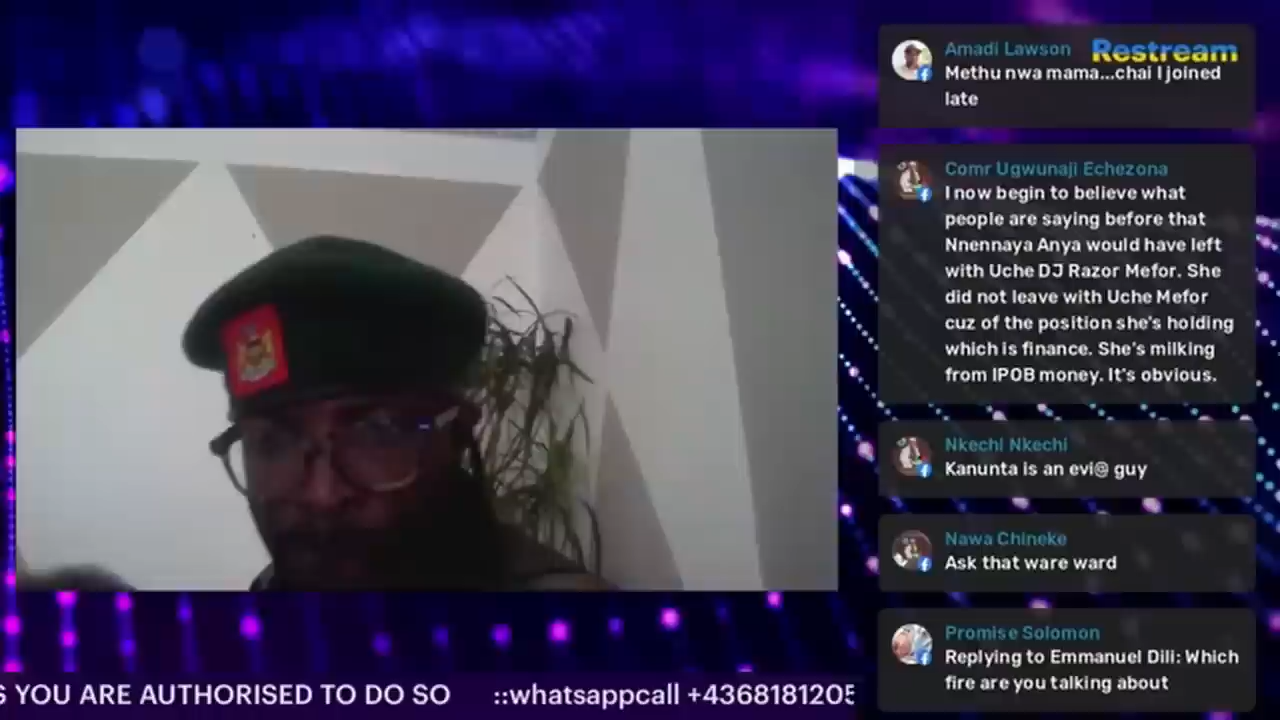 Amadi Lawson
Restream
Methu nwa mama...chai I joined
late
Comr Ugwunaji Echezona
I now begin to believe what
people are saying before that
Nnennaya Anya would have left
with Uche DJ Razor Mefor. She
did not leave with Uche Mefor
cuz of the position she's holding
which is finance. She's milking
from IPOB money. It's obvious.
Nkechi Nkechi
Kanunta is an evi@ guy
Nawa Chineke
Ask that ware ward
Promise Solomon
Replying to Emmanuel Dili: Which
fire are you talking about
S YOU ARE AUTHORISED TO DO SO ::whatsappcall +4368181205